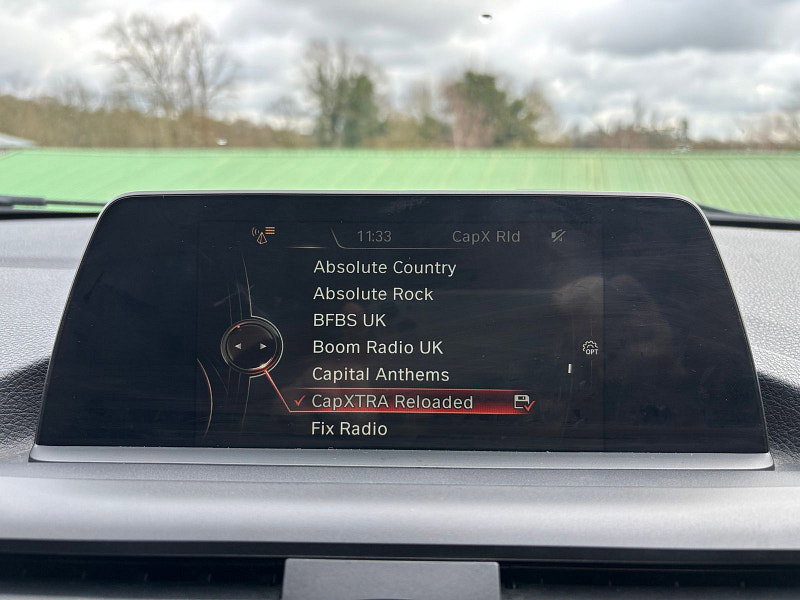 11:33 CapX Rld
Absolute Country
Absolute Rock
BFBS UK
Boom Radio UK
OPT
Capital Anthems
CapXTRA Reloaded
Fix Radio